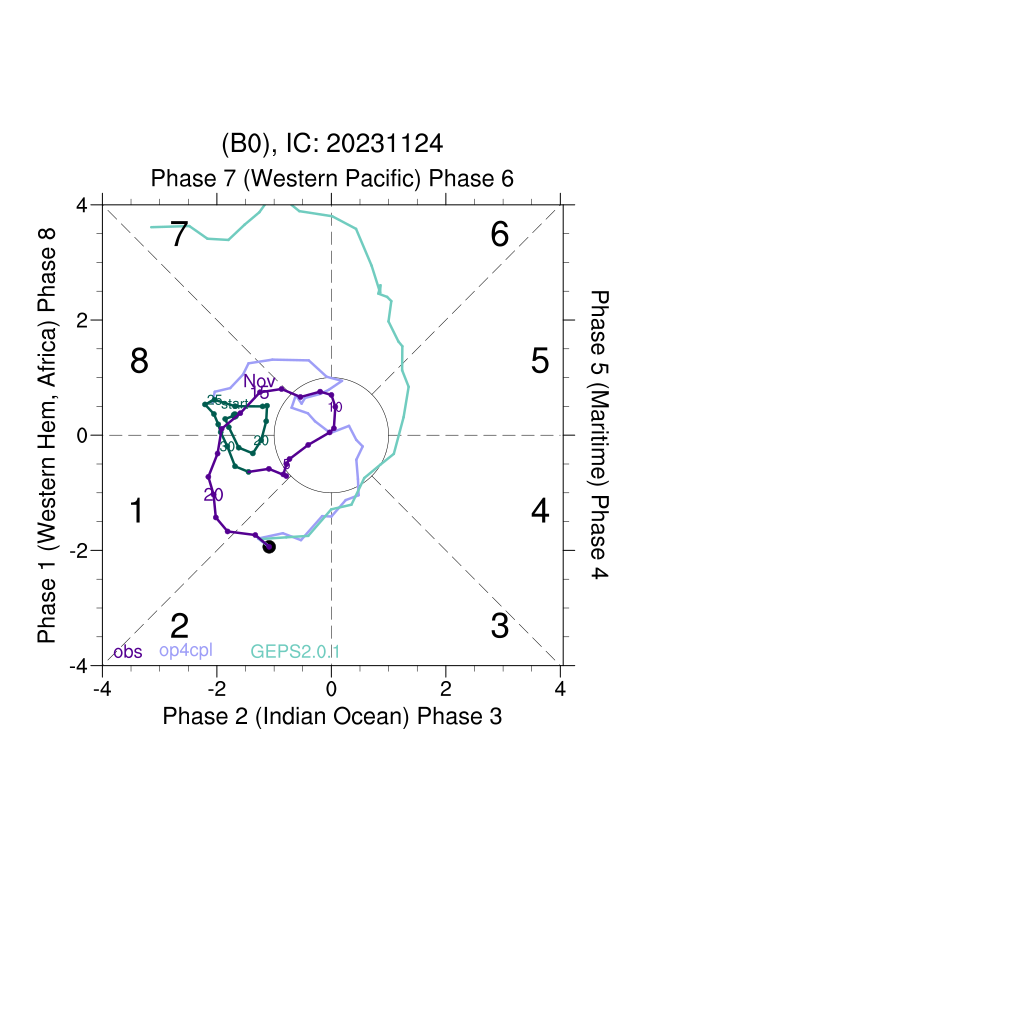 (B0), IC: 20231124
Phase 7 (Western Pacific) Phase 6
4
7
6
Phase 1 (Western Hem, Africa) Phase 8
Phase 5 (Maritime) Phase 4
2
8
5
Nov
15
25
start
10
0
30
20
5
20
1
4
-2
2
3
obs
op4cpl
GEPS2.0.1
-4
-4
-2
0
2
4
Phase 2 (Indian Ocean) Phase 3